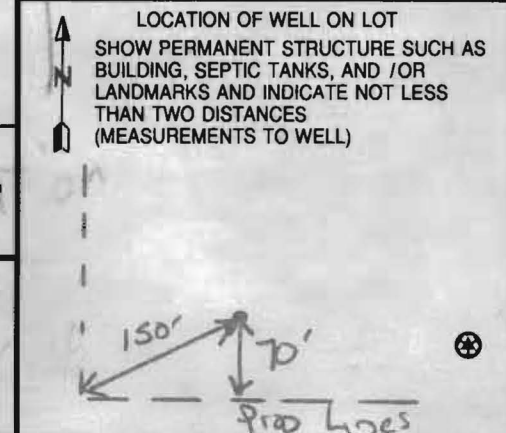 LOCATION OF WELL ON LOT
SHOW PERMANENT STRUCTURE SUCH AS
BUILDING, SEPTIC TANKS, AND /OR
LANDMARKS AND INDICATE NOT LESS
THAN TWO DISTANCES
(MEASUREMENTS TO WELL)
N
150'
70'
Prop Lines